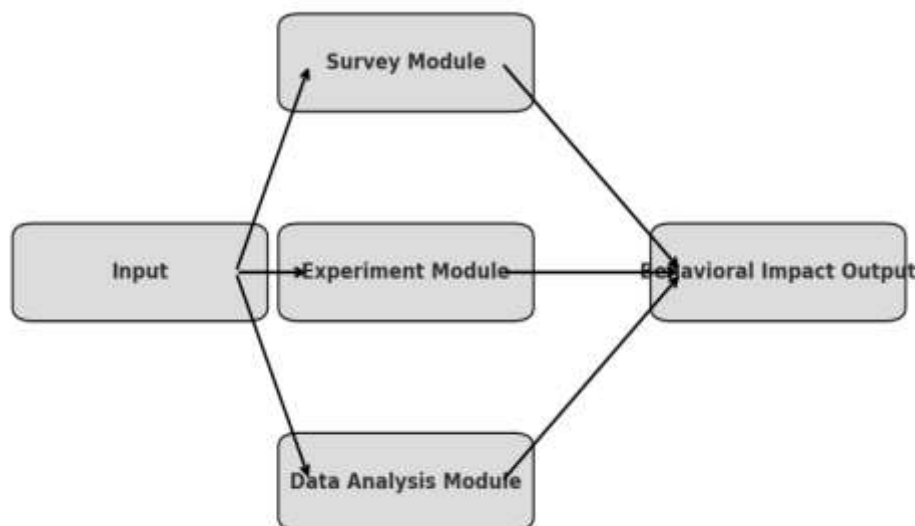 Survey Module
Input
Experiment Module
Behavioral Impact Output
Data Analysis Module